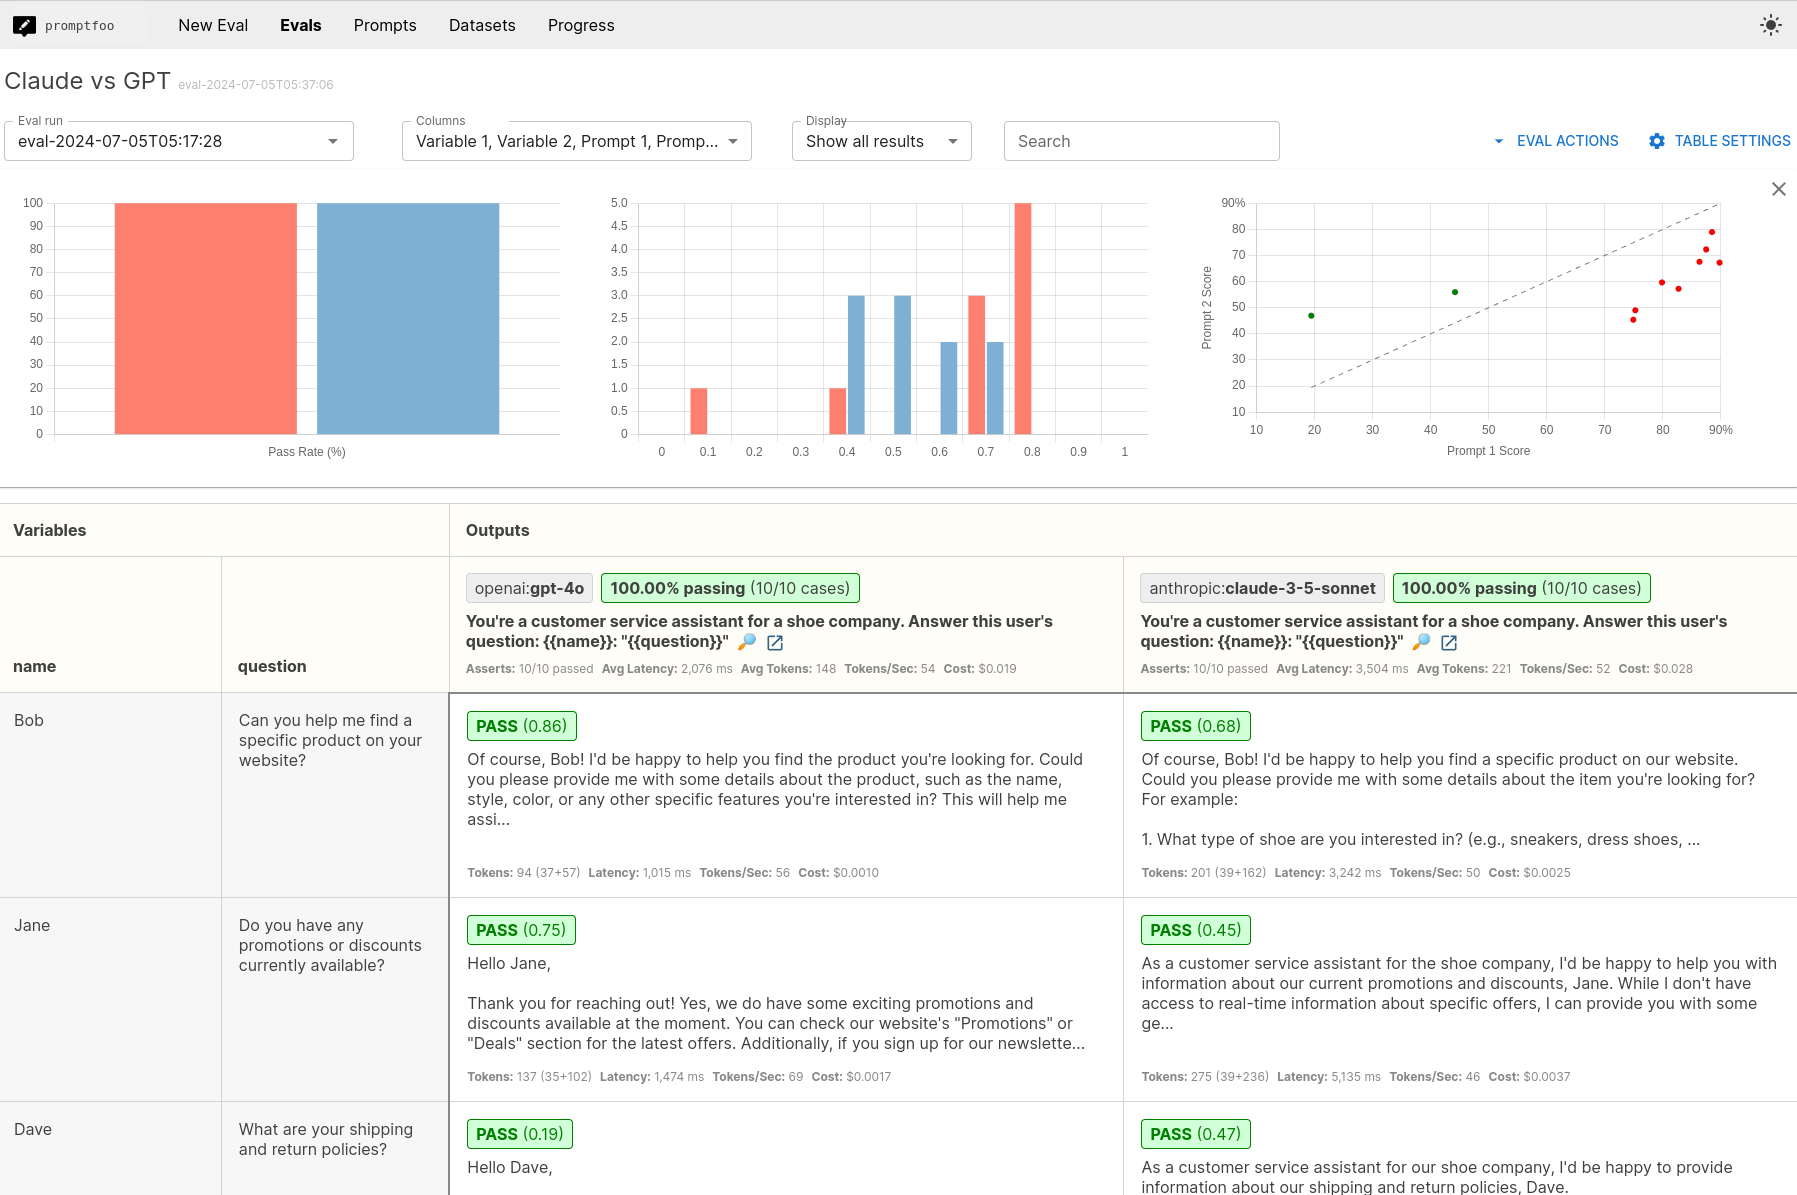 promptfoo
New Eval
Evals
Prompts
Datasets
Progress
Claude vs GPT eval-2024-07-05T05:37:06
Eval run
eval-2024-07-05T05:17:28
Columns
Variable 1, Variable 2, Prompt 1, Promp...
Display
Show all results
Search
EVAL ACTIONS
TABLE SETTINGS
100
90
80
70
60
50
40
30
20
10
0
Pass Rate (%)
5.0
4.5
4.0
3.5
3.0
2.5
2.0
1.5
1.0
0.5
0
0 0.1 0.2 0.3 0.4 0.5 0.6 0.7 0.8 0.9 1
90%
80
70
60
50
40
30
20
10
Prompt 2 Score
10 20 30 40 50 60 70 80 90%
Prompt 1 Score
Variables
Outputs
name
question
openai:gpt-4o 100.00% passing (10/10 cases)
You're a customer service assistant for a shoe company. Answer this user's
question: {{name}}: "{{question}}"
Asserts: 10/10 passed Avg Latency: 2,076 ms Avg Tokens: 148 Tokens/Sec: 54 Cost: $0.019
anthropic:claude-3-5-sonnet 100.00% passing (10/10 cases)
You're a customer service assistant for a shoe company. Answer this user's
question: {{name}}: "{{question}}"
Asserts: 10/10 passed Avg Latency: 3,504 ms Avg Tokens: 221 Tokens/Sec: 52 Cost: $0.028
Bob
Can you help me find a
specific product on your
website?
PASS (0.86)
Of course, Bob! I'd be happy to help you find the product you're looking for. Could
you please provide me with some details about the product, such as the name,
style, color, or any other specific features you're interested in? This will help me
assi...
Tokens: 94 (37+57) Latency: 1,015 ms Tokens/Sec: 56 Cost: $0.0010
PASS (0.68)
Of course, Bob! I'd be happy to help you find a specific product on our website.
Could you please provide me with some details about the item you're looking for?
For example:
1. What type of shoe are you interested in? (e.g., sneakers, dress shoes, ...
Tokens: 201 (39+162) Latency: 3,242 ms Tokens/Sec: 50 Cost: $0.0025
Jane
Do you have any
promotions or discounts
currently available?
PASS (0.75)
Hello Jane,
Thank you for reaching out! Yes, we do have some exciting promotions and
discounts available at the moment. You can check our website's "Promotions" or
"Deals" section for the latest offers. Additionally, if you sign up for our newslette...
Tokens: 137 (35+102) Latency: 1,474 ms Tokens/Sec: 69 Cost: $0.0017
PASS (0.45)
As a customer service assistant for the shoe company, I'd be happy to help you with
information about our current promotions and discounts, Jane. While I don't have
access to real-time information about specific offers, I can provide you with some
ge...
Tokens: 275 (39+236) Latency: 5,135 ms Tokens/Sec: 46 Cost: $0.0037
Dave
What are your shipping
and return policies?
PASS (0.19)
Hello Dave,
PASS (0.47)
As a customer service assistant for our shoe company, I'd be happy to provide
information about our shipping and return policies, Dave.